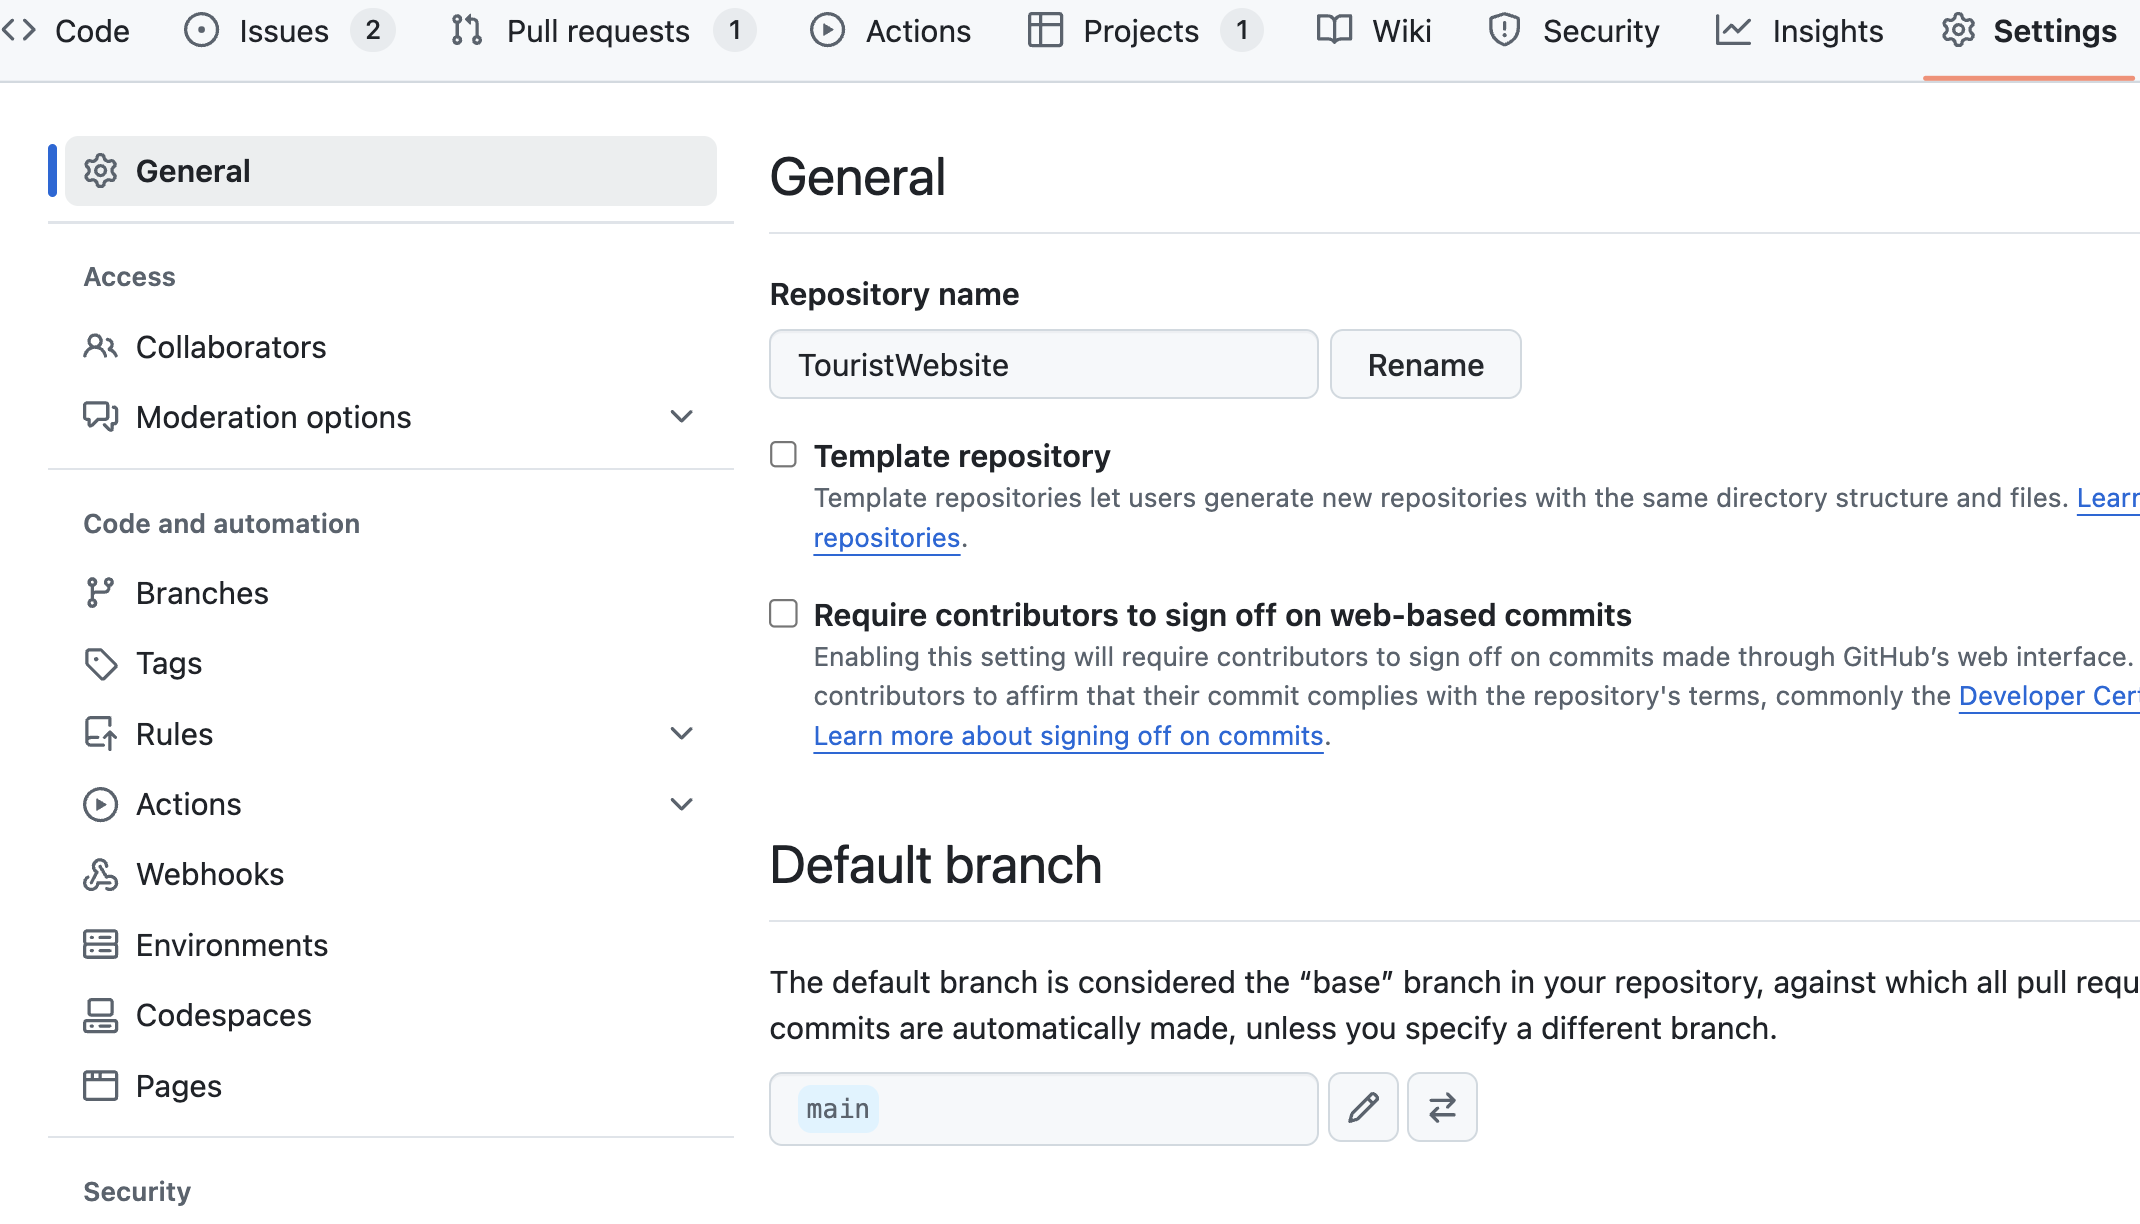 Code Issues 2 Pull requests 1 Actions Projects 1 Wiki Security Insights Settings
General
Access
Collaborators
Moderation options
Code and automation
Branches
Tags
Rules
Actions
Webhooks
Environments
Codespaces
Pages
Security
General
Repository name
TouristWebsite Rename
Template repository
Template repositories let users generate new repositories with the same directory structure and files. Learn
repositories.
Require contributors to sign off on web-based commits
Enabling this setting will require contributors to sign off on commits made through GitHub’s web interface.
contributors to affirm that their commit complies with the repository's terms, commonly the Developer Cert
Learn more about signing off on commits.
Default branch
The default branch is considered the “base” branch in your repository, against which all pull requ
commits are automatically made, unless you specify a different branch.
main